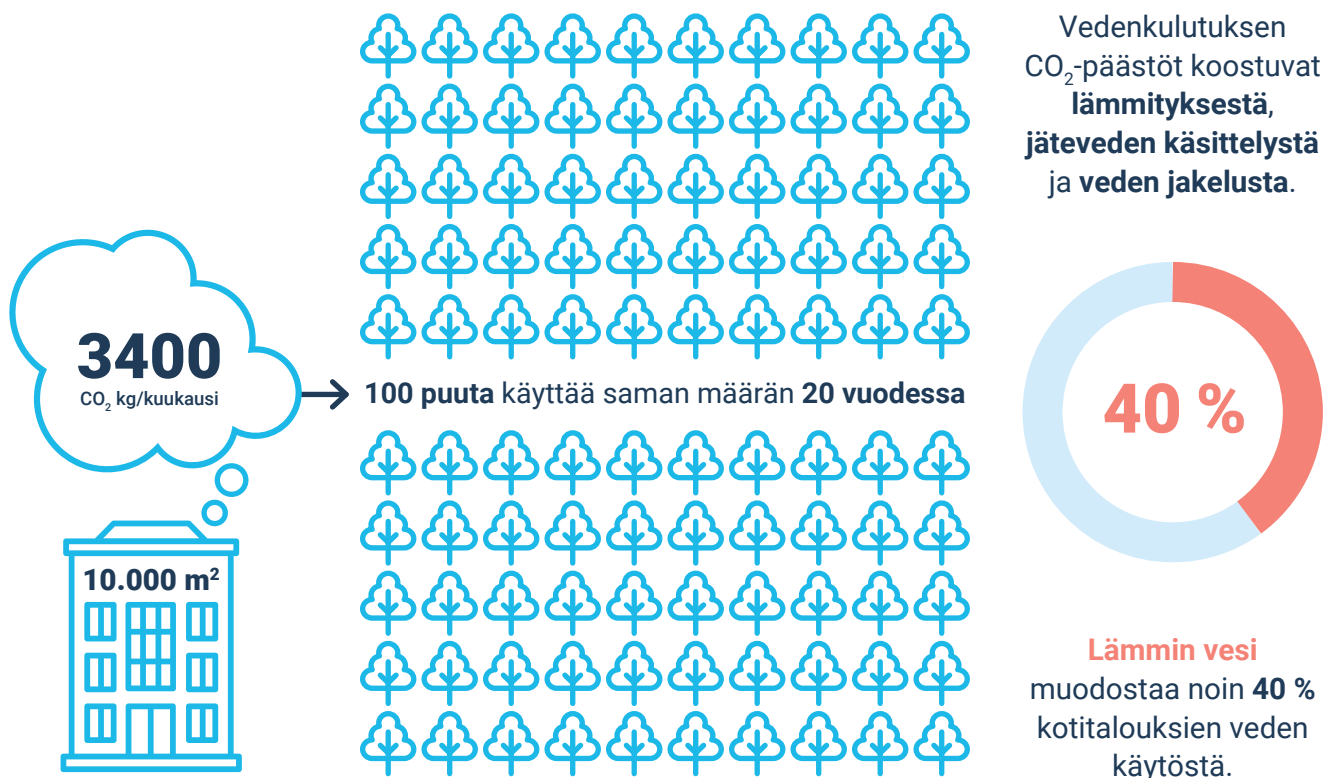 3400
CO₂ kg/kuukausi
10.000 m²
100 puuta käyttää saman määrän 20 vuodessa
Vedenkulutuksen
CO₂-päästöt koostuvat
lämmityksestä,
jäteveden käsittelystä
ja veden jakelusta.
40 %
Lämmin vesi
muodostaa noin 40 %
kotitalouksien veden
käytöstä.